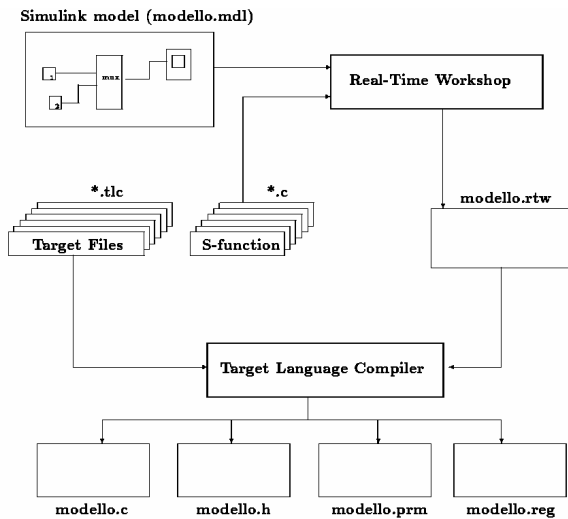 Simulink model (modello.mdl)
1
mux
2
Real-Time Workshop
*.tlc
*.c
modello.rtw
Target Files
S-function
Target Language Compiler
modello.c
modello.h
modello.prm
modello.reg